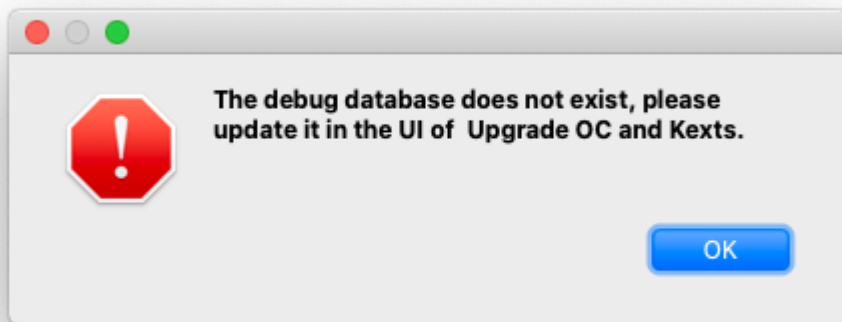 The debug database does not exist, please
update it in the UI of  Upgrade OC and Kexts.
OK